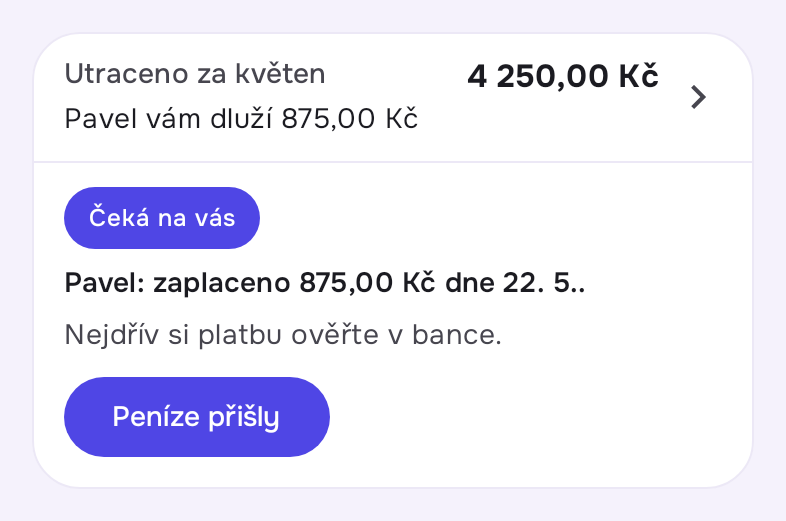 Utraceno za květen
4 250,00 Kč
Pavel vám dluží 875,00 Kč
Čeká na vás
Pavel: zaplaceno 875,00 Kč dne 22. 5..
Nejdřív si platbu ověřte v bance.
Peníze přišly